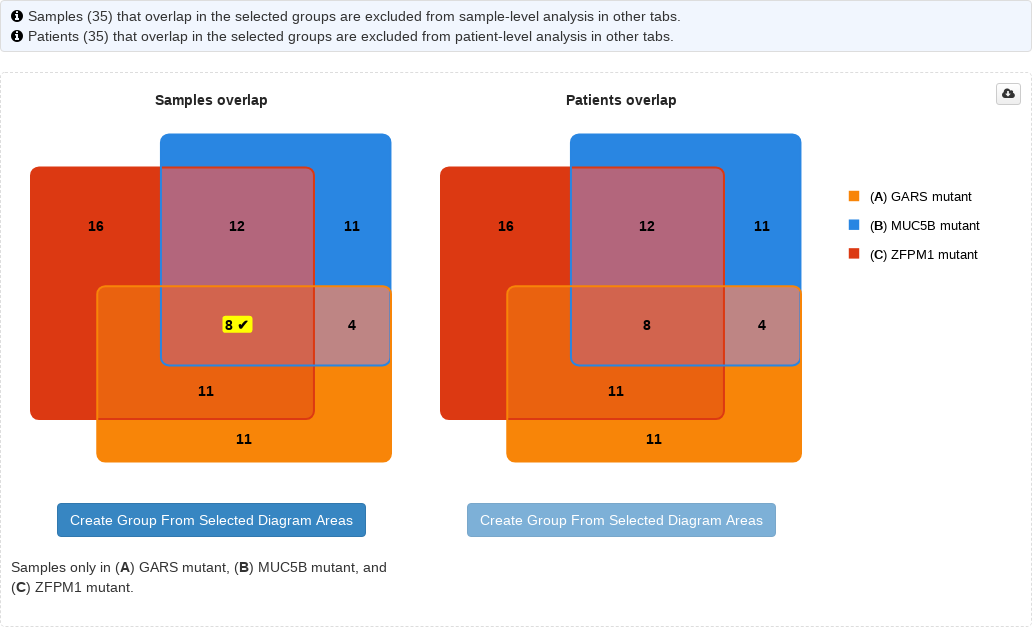 Samples (35) that overlap in the selected groups are excluded from sample-level analysis in other tabs.
Patients (35) that overlap in the selected groups are excluded from patient-level analysis in other tabs.
Samples overlap
16
12
11
8 ✔
4
11
11
Create Group From Selected Diagram Areas
Samples only in (A) GARS mutant, (B) MUC5B mutant, and
(C) ZFPM1 mutant.
Patients overlap
16
12
11
8
4
11
11
Create Group From Selected Diagram Areas
(A) GARS mutant
(B) MUC5B mutant
(C) ZFPM1 mutant